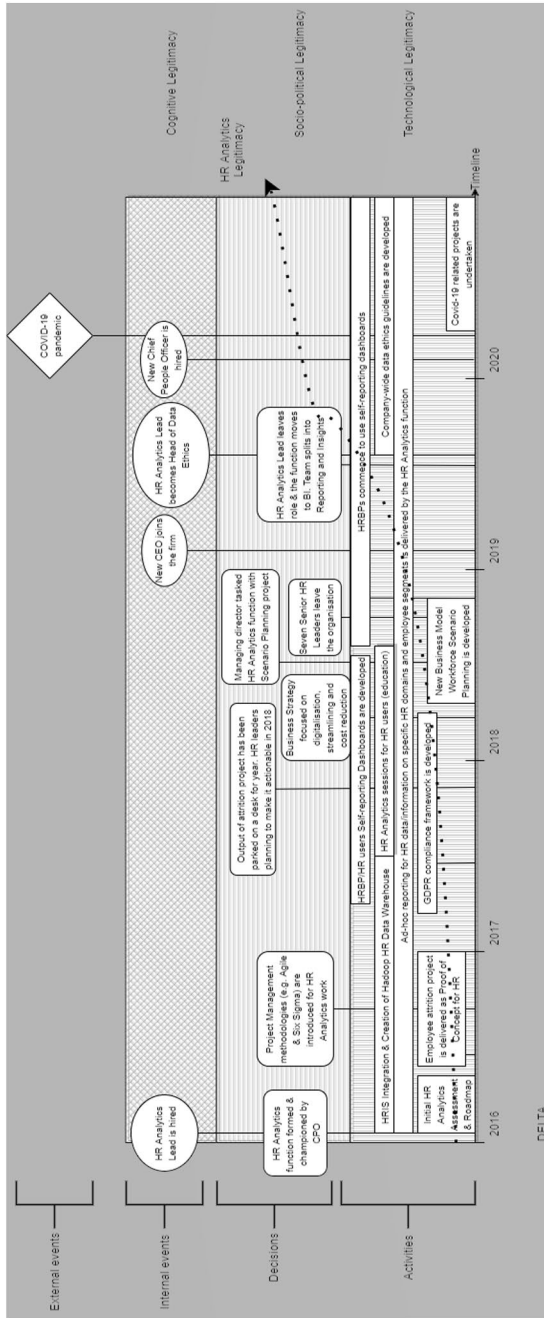 External events
Internal events
Decisions
Activities
COVID-19
pandemic
HR Analytics
Lead is hired
New CEO joins
the firm
HR Analytics Lead
becomes Head of Data
Ethics
New Chief
People Officer is
hired
Cognitive Legitimacy
HR Analytics
Legitimacy
Socio-political Legitimacy
Technological Legitimacy
HR Analytics
function formed &
championed by
CPO
Project Management
methodologies (e.g. Agile
& Six Sigma) are
introduced for HR
Analytics work
Output of attrition project has been
parked on a desk for year. HR leaders
planning to make it actionable in 2018
Business Strategy
focused on
digitalisation,
streamlining and
cost reduction
Managing director tasked
HR Analytics function with
Scenario Planning project
Seven Senior HR
Leaders leave
the organisation
HR Analytics Lead leaves
role & the function moves
to BI. Team splits into
Reporting and Insights
HRBP/HR users Self-reporting Dashboards are developed
HRBPs commence to use self-reporting dashboards
HRIS Integration & Creation of Hadoop HR Data Warehouse
HR Analytics sessions for HR users (education)
Company-wide data ethics guidelines are developed
Ad-hoc reporting for HR data/information on specific HR domains and employee segments is delivered by the HR Analytics function
Initial HR
Analytics
Assessment
& Roadmap
Employee attrition project
is delivered as Proof of
Concept for HR
GDPR compliance framework is developed
New Business Model
Workforce Scenario
Planning is developed
Covid-19 related projects are
undertaken
2016
2017
2018
2019
2020
Timeline
DELTA